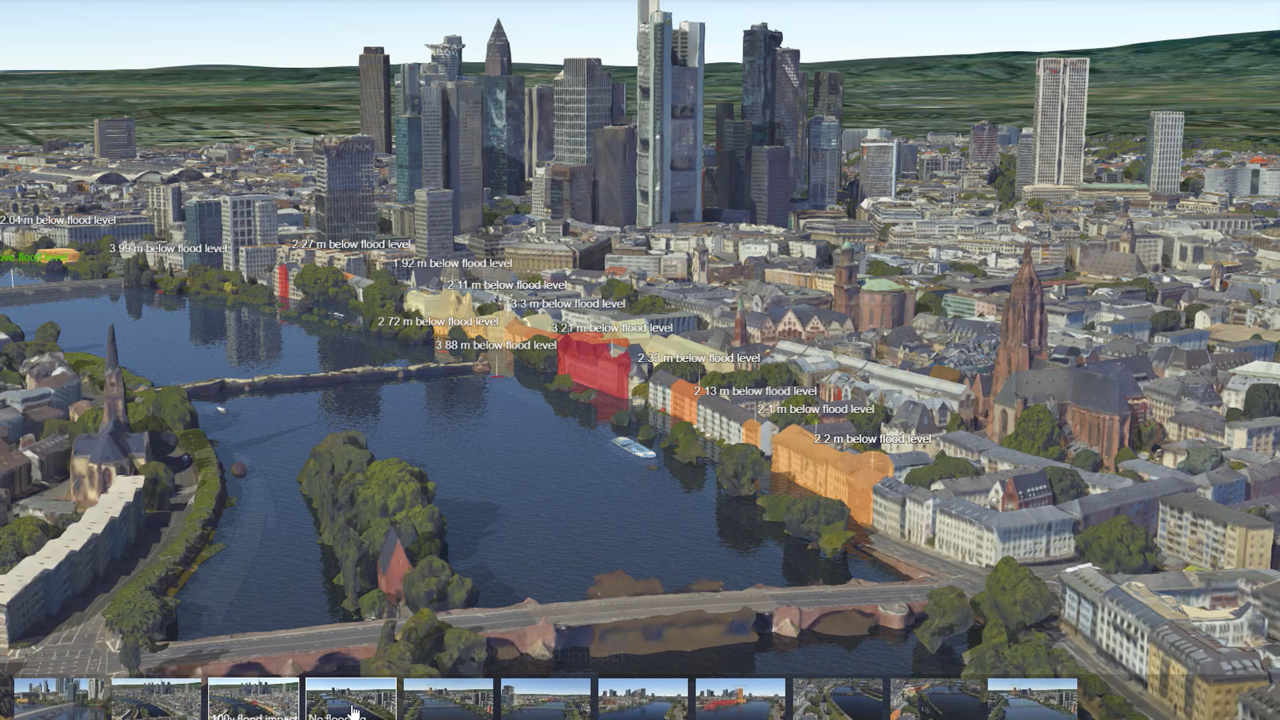 2.04 m below flood level
3.99 m below flood level
2.27 m below flood level
1.92 m below flood level
2.11 m below flood level
3.3 m below flood level
2.72 m below flood level
3.21 m below flood level
3.88 m below flood level
2.33 m below flood level
2.13 m below flood level
2.1 m below flood level
2.2 m below flood level
100y flood impact